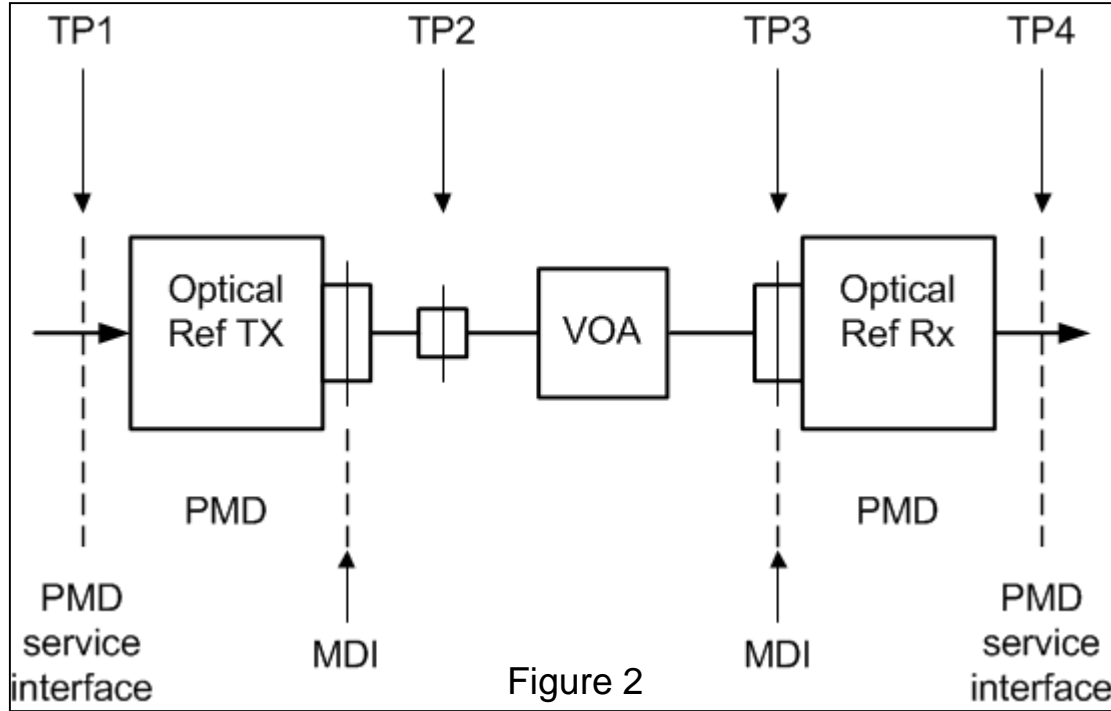 TP1
TP2
TP3
TP4
Optical
Ref TX
VOA
Optical
Ref Rx
PMD
PMD
PMD
service
interface
MDI
MDI
PMD
service
interface
Figure 2